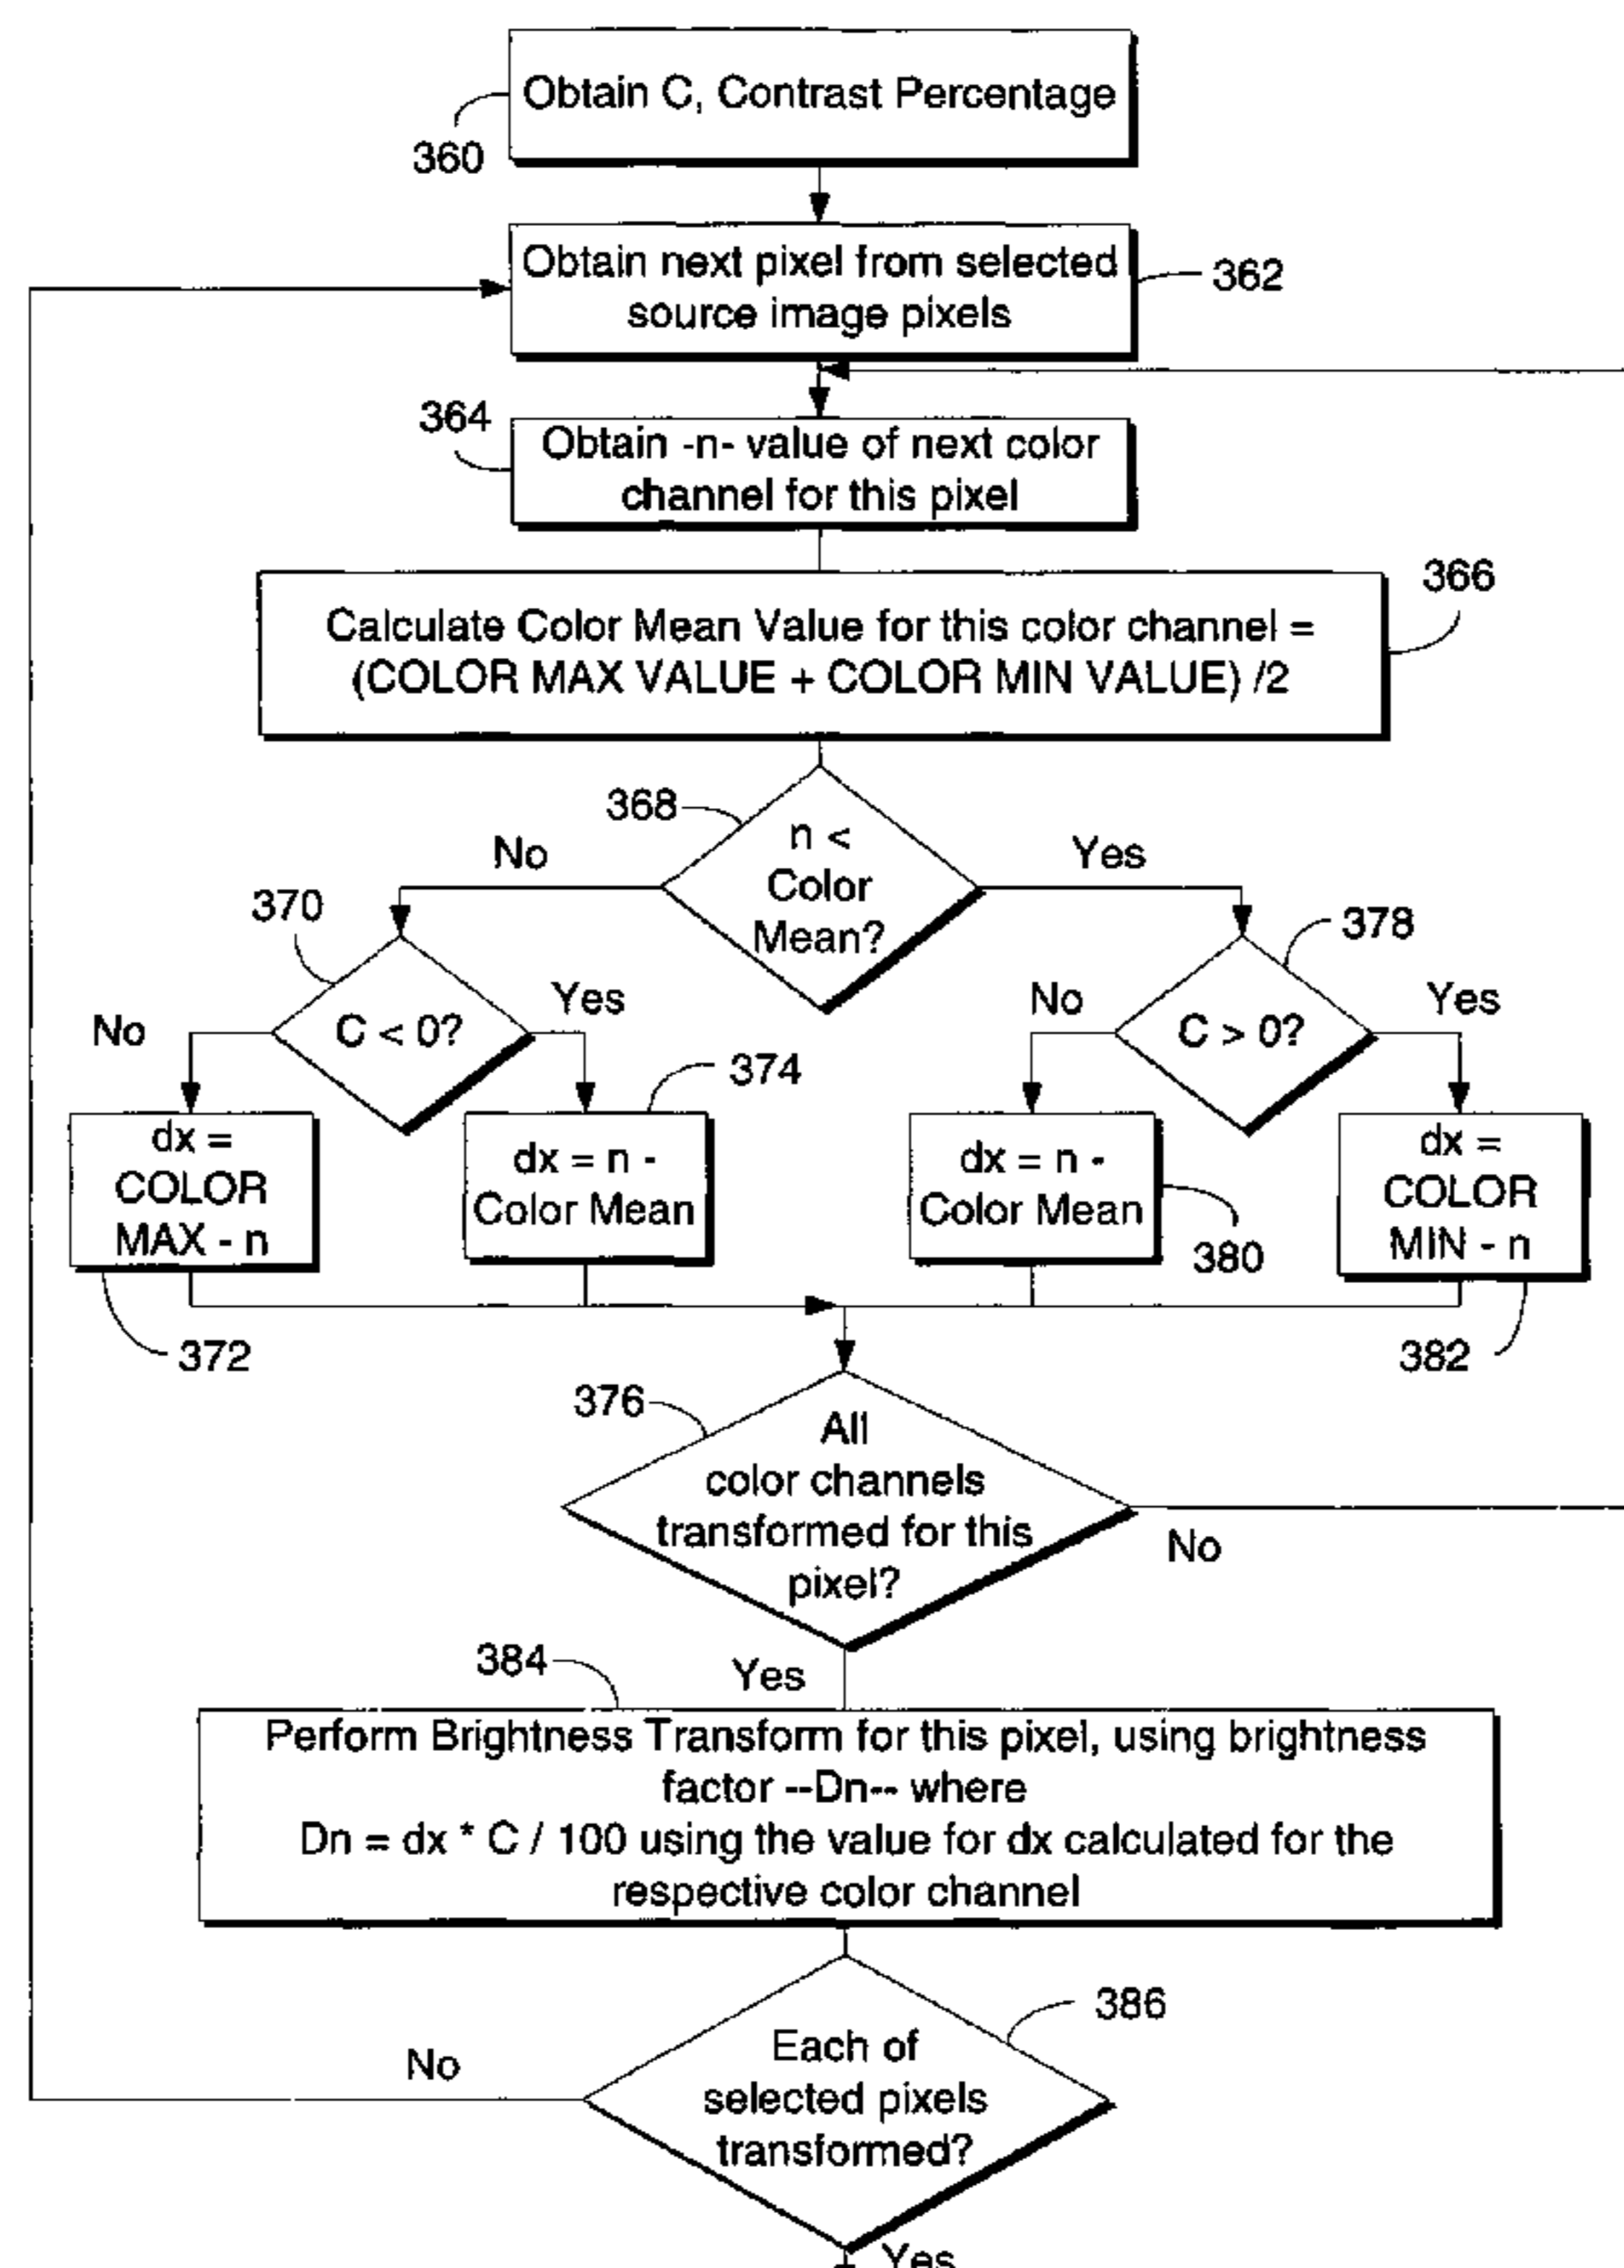 Obtain C, Contrast Percentage
360
Obtain next pixel from selected
source image pixels
362
364
Obtain -n- value of next color
channel for this pixel
366
Calculate Color Mean Value for this color channel =
(COLOR MAX VALUE + COLOR MIN VALUE) /2
368
n <
Color
Mean?
No
Yes
370
378
C < 0?
No
Yes
C > 0?
No
Yes
374
dx =
COLOR
MAX - n
dx = n -
Color Mean
dx = n -
Color Mean
dx =
COLOR
MIN - n
380
372
382
376
All
color channels
transformed for this
pixel?
No
384
Yes
Perform Brightness Transform for this pixel, using brightness
factor --Dn-- where
Dn = dx * C / 100 using the value for dx calculated for the
respective color channel
386
Each of
selected pixels
transformed?
No
Yes